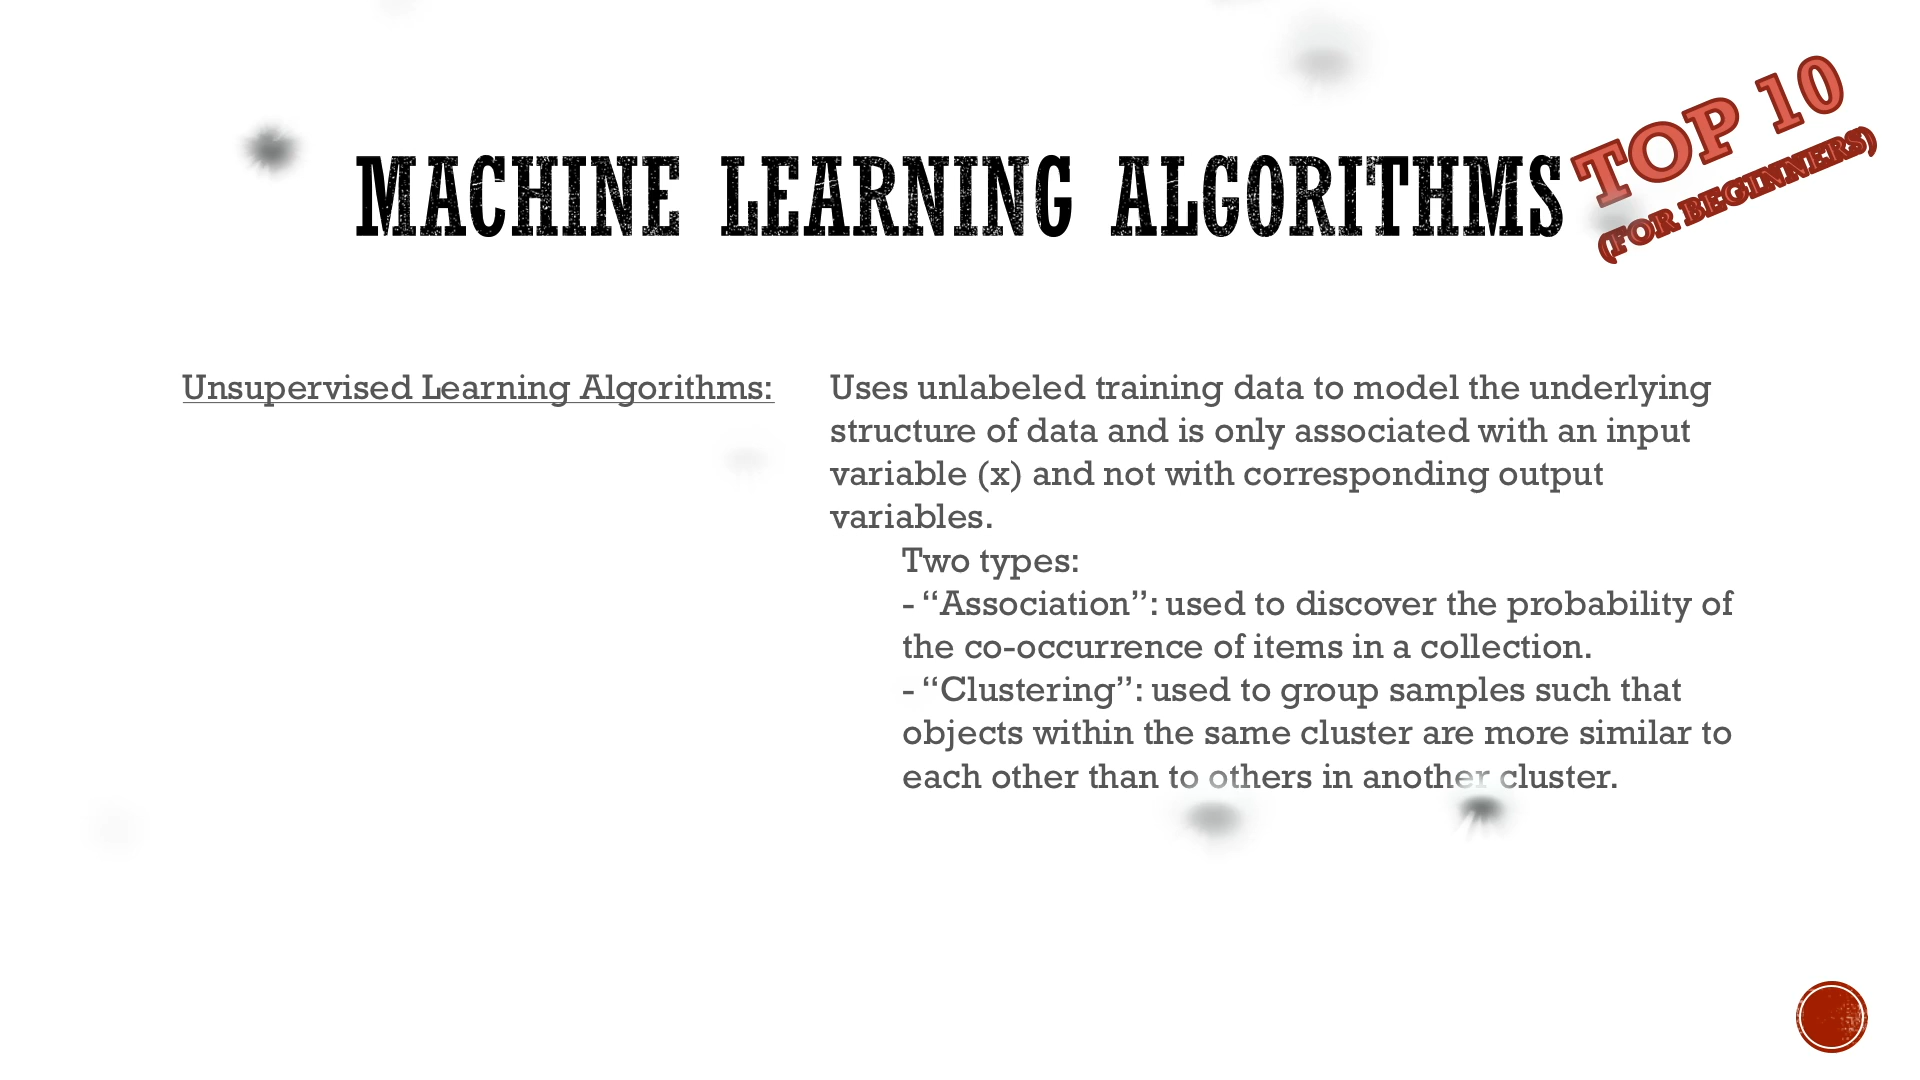 MACHINE LEARNING ALGORITHMS
TOP 10
(FOR BEGINNERS)
Unsupervised Learning Algorithms:
Uses unlabeled training data to model the underlying
structure of data and is only associated with an input
variable (x) and not with corresponding output
variables.
Two types:
- “Association”: used to discover the probability of
the co-occurrence of items in a collection.
- “Clustering”: used to group samples such that
objects within the same cluster are more similar to
each other than to others in another cluster.